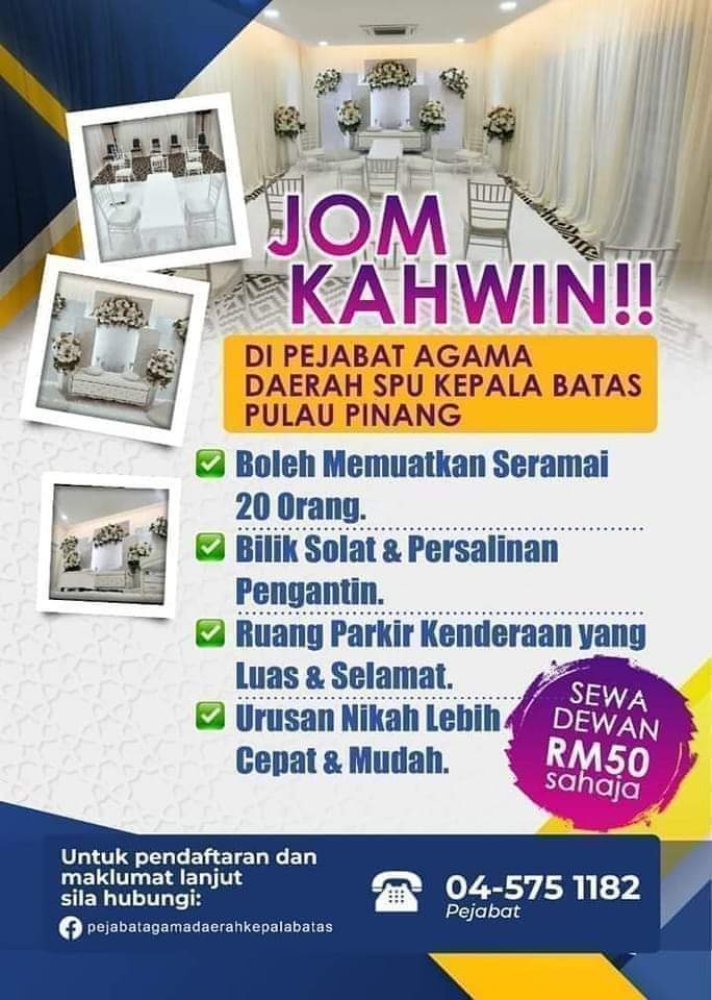 JOM
KAHWIN!!
DI PEJABAT AGAMA
DAERAH SPU KEPALA BATAS
PULAU PINANG
Boleh Memuatkan Seramai
20 Orang.
Bilik Solat & Persalinan
Pengantin.
Ruang Parkir Kenderaan yang
Luas & Selamat.
Urusan Nikah Lebih
Cepat & Mudah.
SEWA
DEWAN
RM50
sahaja
Untuk pendaftaran dan
maklumat lanjut
sila hubungi:
pejabatagamadaerahkepalabatas
04-575 1182
Pejabat